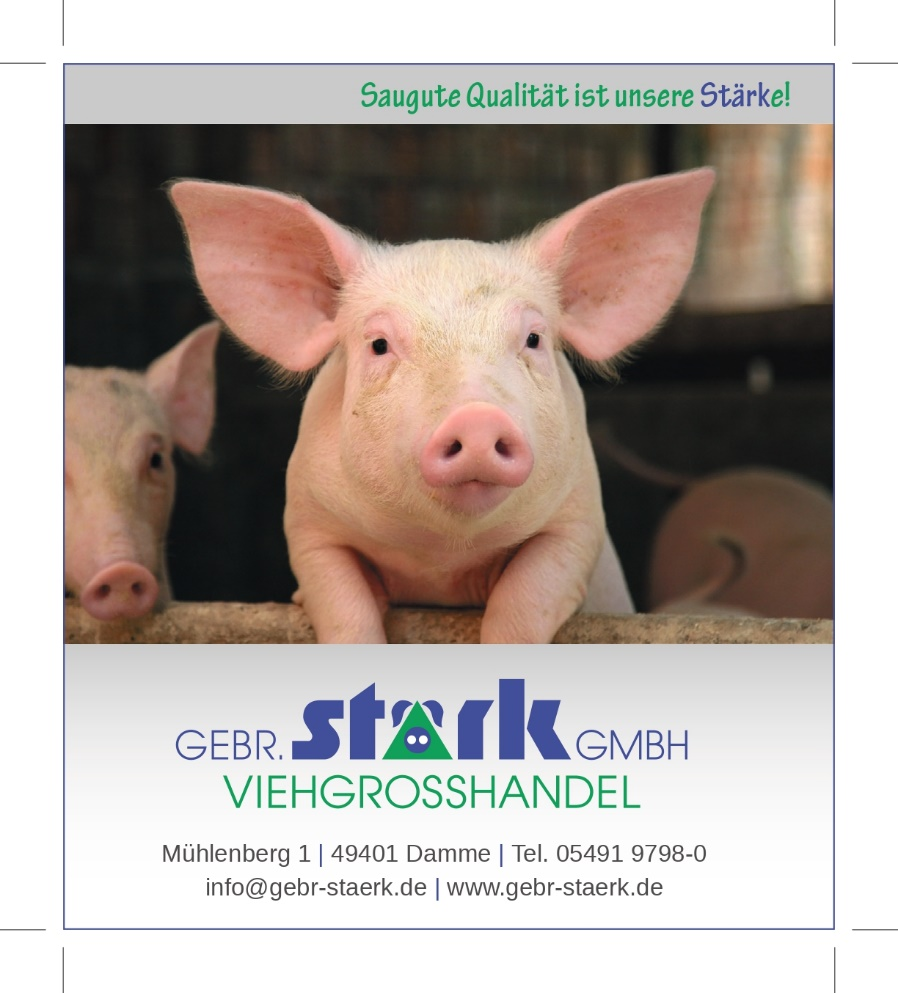 Saugute Qualität ist unsere Stärke!
GEBR. stärk GMBH
VIEHGROSSHANDEL
Mühlenberg 1 | 49401 Damme | Tel. 05491 9798-0
info@gebr-staerk.de | www.gebr-staerk.de